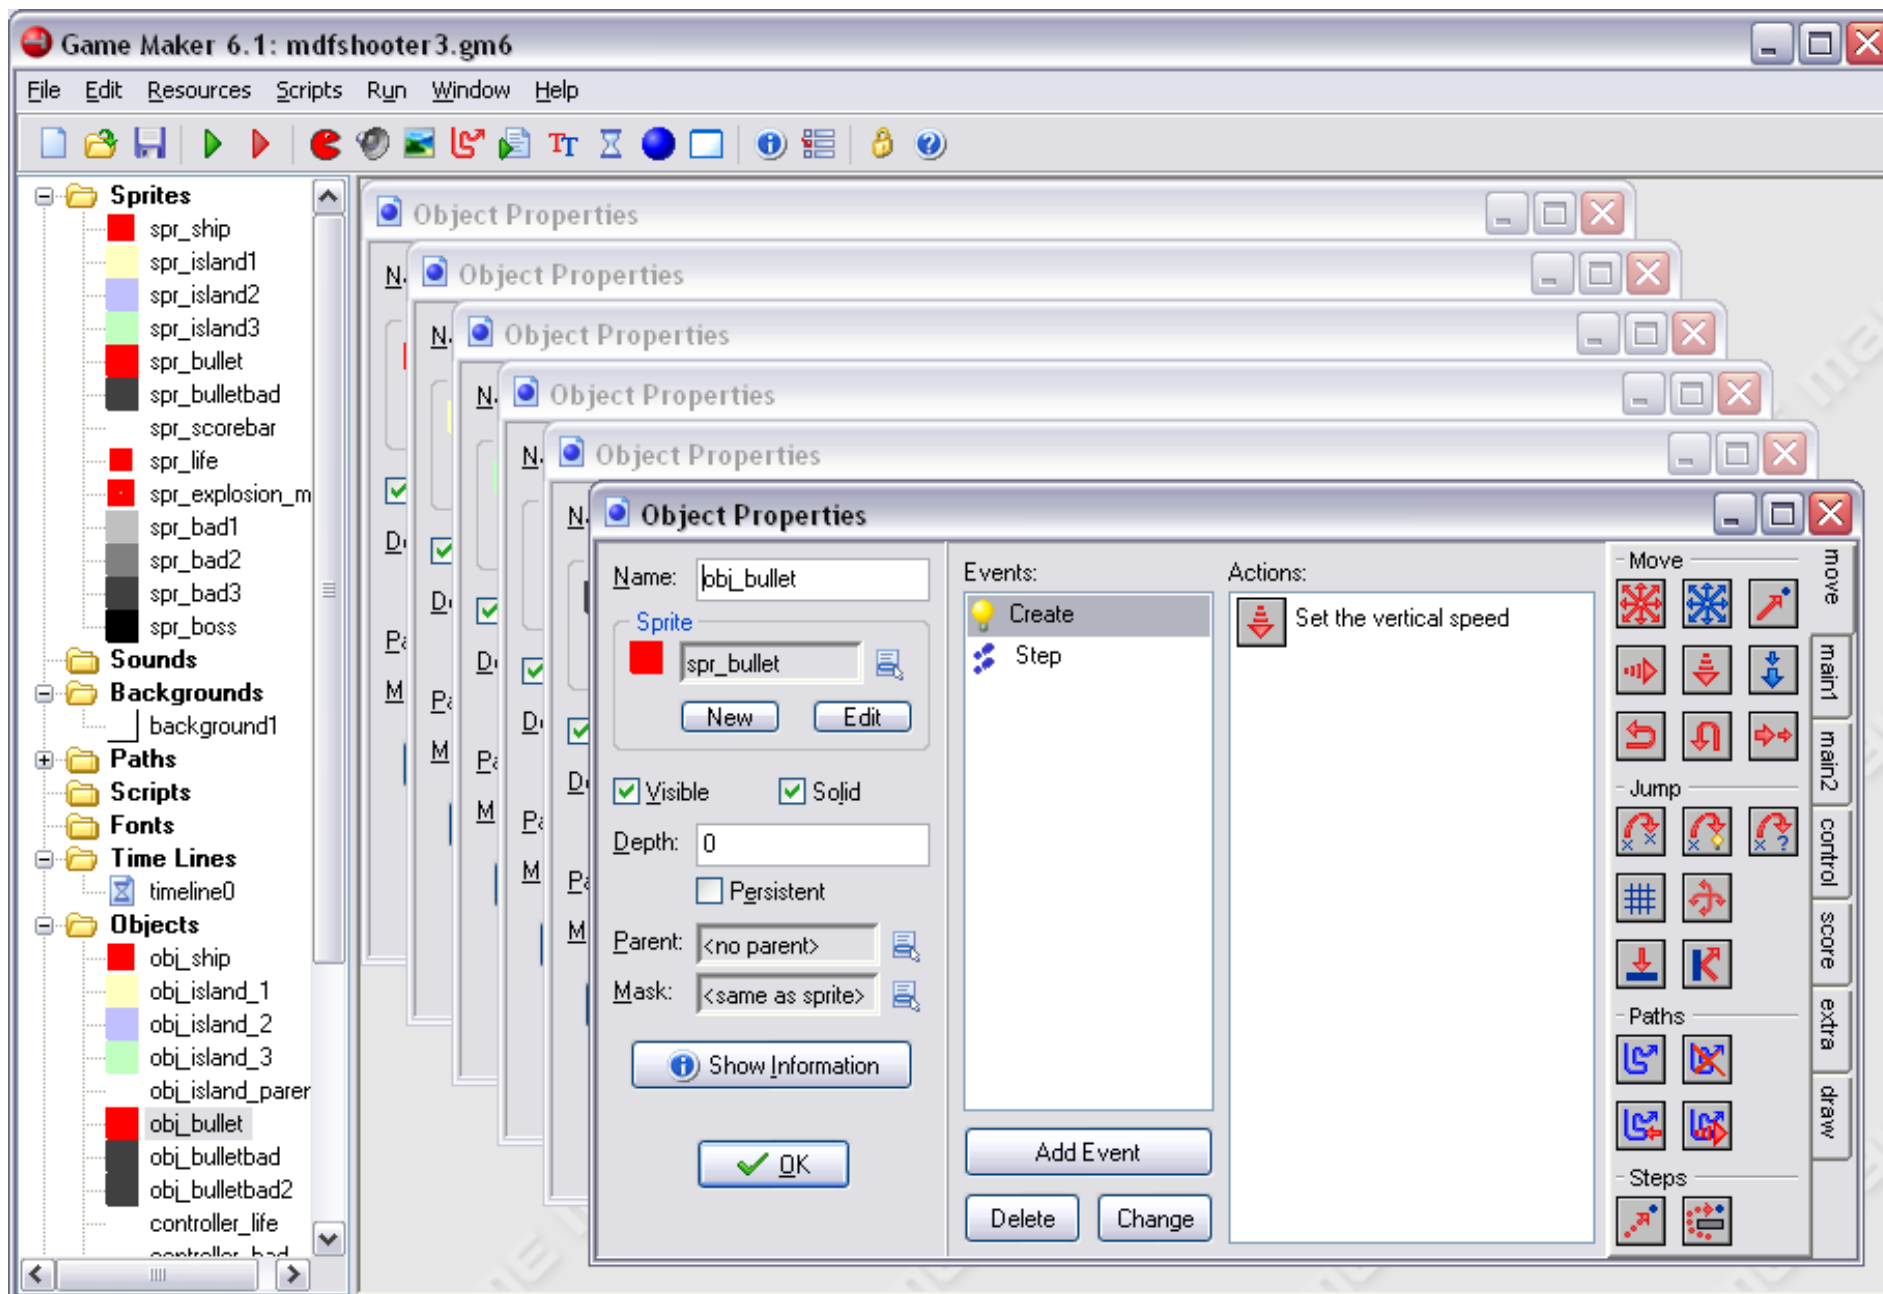 Game Maker 6.1: mdfshooter3.gm6
File Edit Resources Scripts Run Window Help
Sprites
spr_ship
spr_island1
spr_island2
spr_island3
spr_bullet
spr_bulletbad
spr_scorebar
spr_life
spr_explosion_m
spr_bad1
spr_bad2
spr_bad3
spr_boss
Sounds
Backgrounds
background1
Paths
Scripts
Fonts
Time Lines
timeline0
Objects
obj_ship
obj_island_1
obj_island_2
obj_island_3
obj_island_parer
obj_bullet
obj_bulletbad
obj_bulletbad2
controller_life
controller_bad
Object Properties
Object Properties
Object Properties
Object Properties
Object Properties
Object Properties
Name: obj_bullet
Sprite
spr_bullet
New Edit
Visible Solid
Depth: 0
Persistent
Parent: <no parent>
Mask: <same as sprite>
Show Information
OK
Events:
Create
Step
Add Event
Delete Change
Actions:
Set the vertical speed
Move
Jump
Paths
Steps
move
main1
main2
control
score
extra
draw